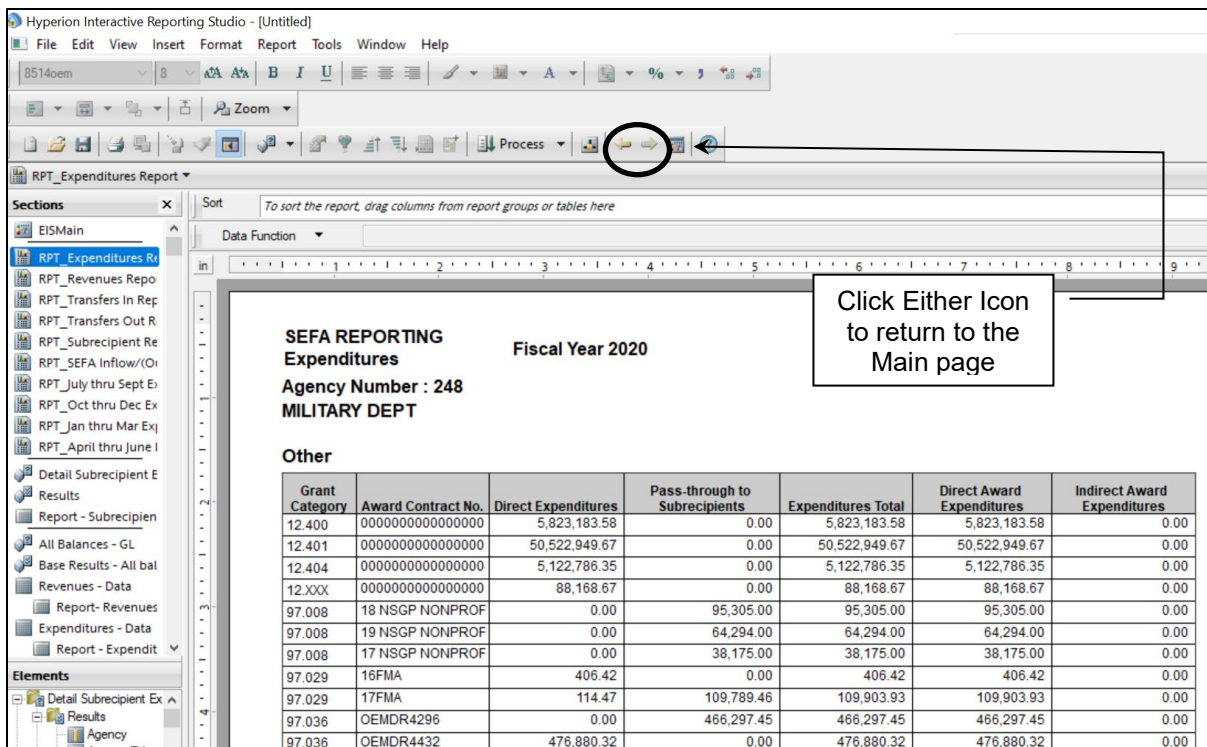 Hyperion Interactive Reporting Studio - [Untitled]
File Edit View Insert Format Report Tools Window Help
8514oem 8 B I U A %
Zoom
Process
RPT_Expenditures Report
Sections x
EISMain
RPT_Expenditures Re
RPT_Revenues Repo
RPT_Transfers In Rep
RPT_Transfers Out R
RPT_Subrecipient Re
RPT_SEFA Inflow/(O
RPT_July thru Sept E
RPT_Oct thru Dec Ex
RPT_Jan thru Mar Exp
RPT_April thru June
Detail Subrecipient E
Results
Report - Subrecipien
All Balances - GL
Base Results - All bal
Revenues - Data
Report- Revenues
Expenditures - Data
Report - Expendit
Elements
Detail Subrecipient Ex
Results
Agency
Sort To sort the report, drag columns from report groups or tables here
Data Function
in 1 2 3 4 5 6 7 8 9
2
3
4
Click Either Icon
to return to the
Main page
SEFA REPORTING
Expenditures
Fiscal Year 2020
Agency Number : 248
MILITARY DEPT
Other
Grant Category Award Contract No. Direct Expenditures Pass-through to Subrecipients Expenditures Total Direct Award Expenditures Indirect Award Expenditures
12.400 0000000000000000 5,823,183.58 0.00 5,823,183.58 5,823,183.58 0.00
12.401 0000000000000000 50,522,949.67 0.00 50,522,949.67 50,522,949.67 0.00
12.404 0000000000000000 5,122,786.35 0.00 5,122,786.35 5,122,786.35 0.00
12.XXX 0000000000000000 88,168.67 0.00 88,168.67 88,168.67 0.00
97.008 18 NSGP NONPROF 0.00 95,305.00 95,305.00 95,305.00 0.00
97.008 19 NSGP NONPROF 0.00 64,294.00 64,294.00 64,294.00 0.00
97.008 17 NSGP NONPROF 0.00 38,175.00 38,175.00 38,175.00 0.00
97.029 16FMA 406.42 0.00 406.42 406.42 0.00
97.029 17FMA 114.47 109,789.46 109,903.93 109,903.93 0.00
97.036 OEMDR4296 0.00 466,297.45 466,297.45 466,297.45 0.00
97.036 OEMDR4432 476,880.32 0.00 476,880.32 476,880.32 0.00